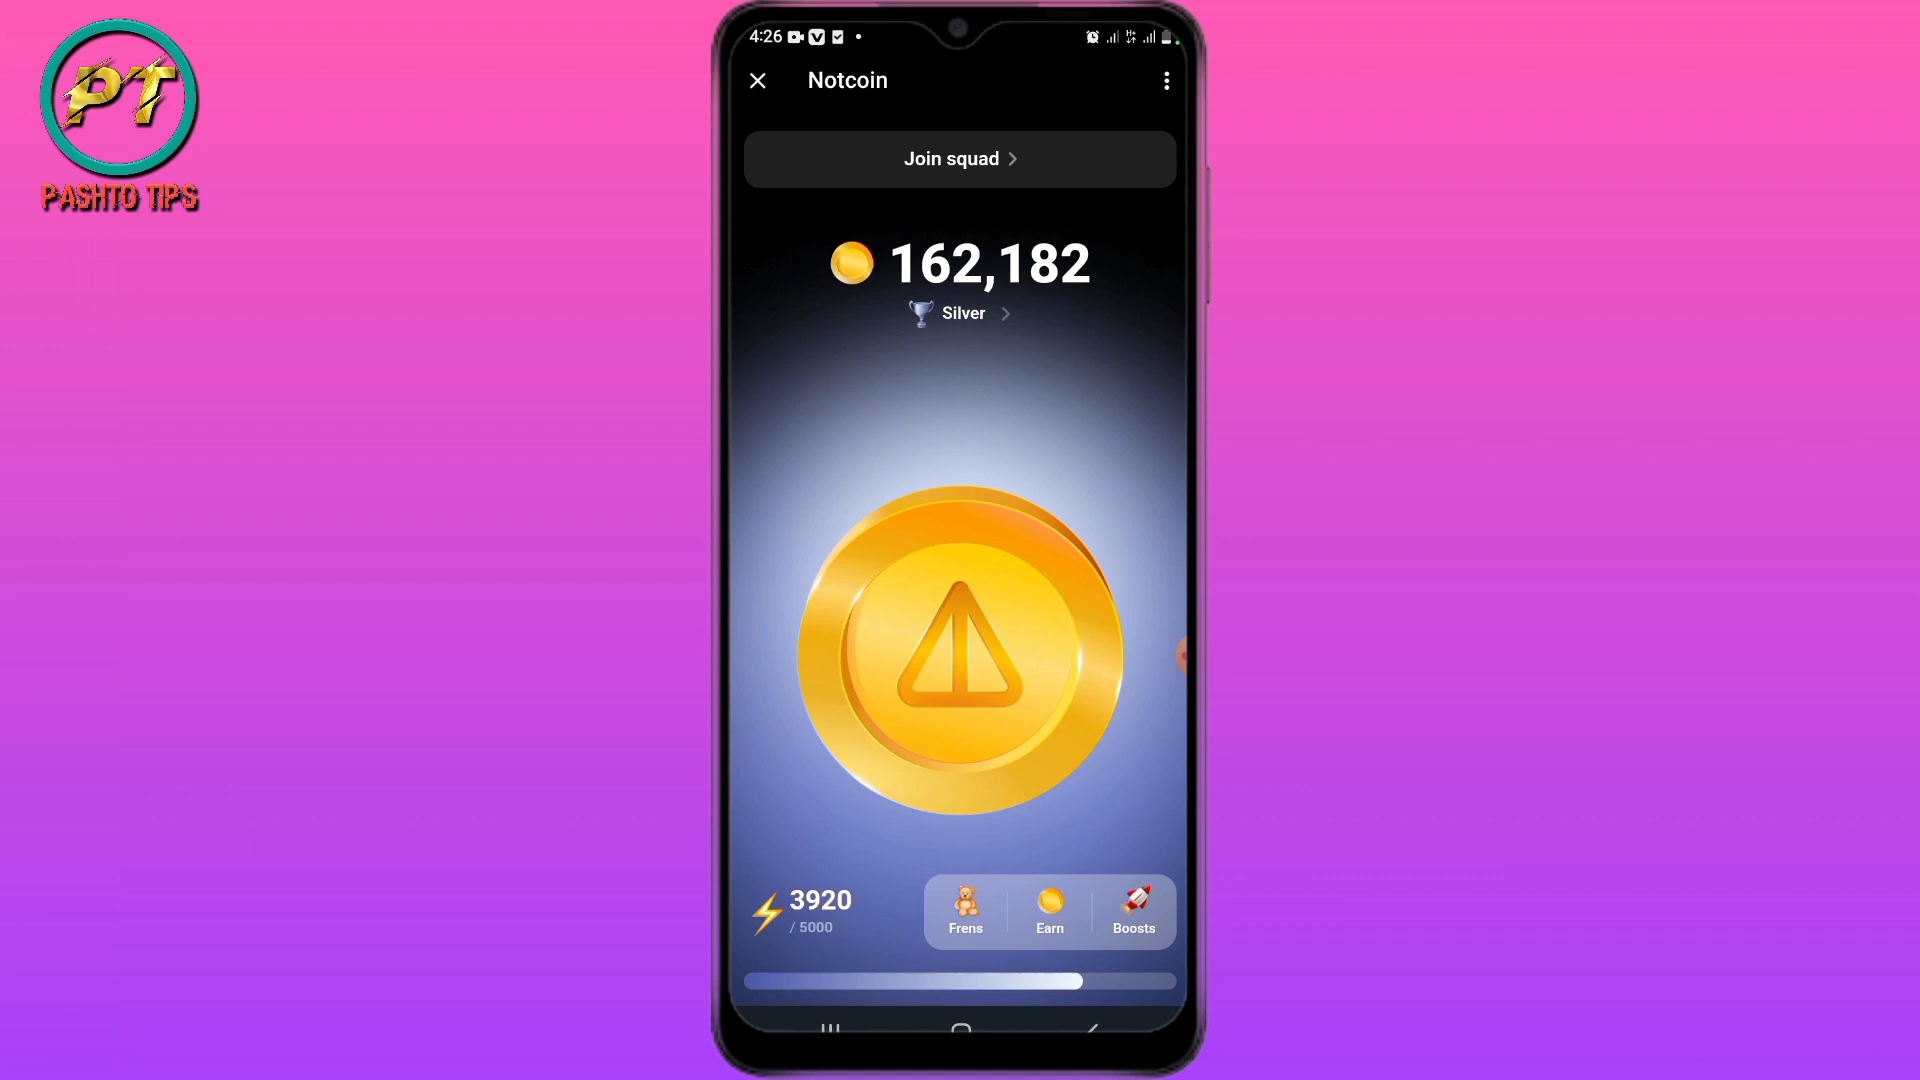 PT
PASHTO TIPS
4:26
Notcoin
Join squad
162,182
Silver
3920
/ 5000
Frens
Earn
Boosts